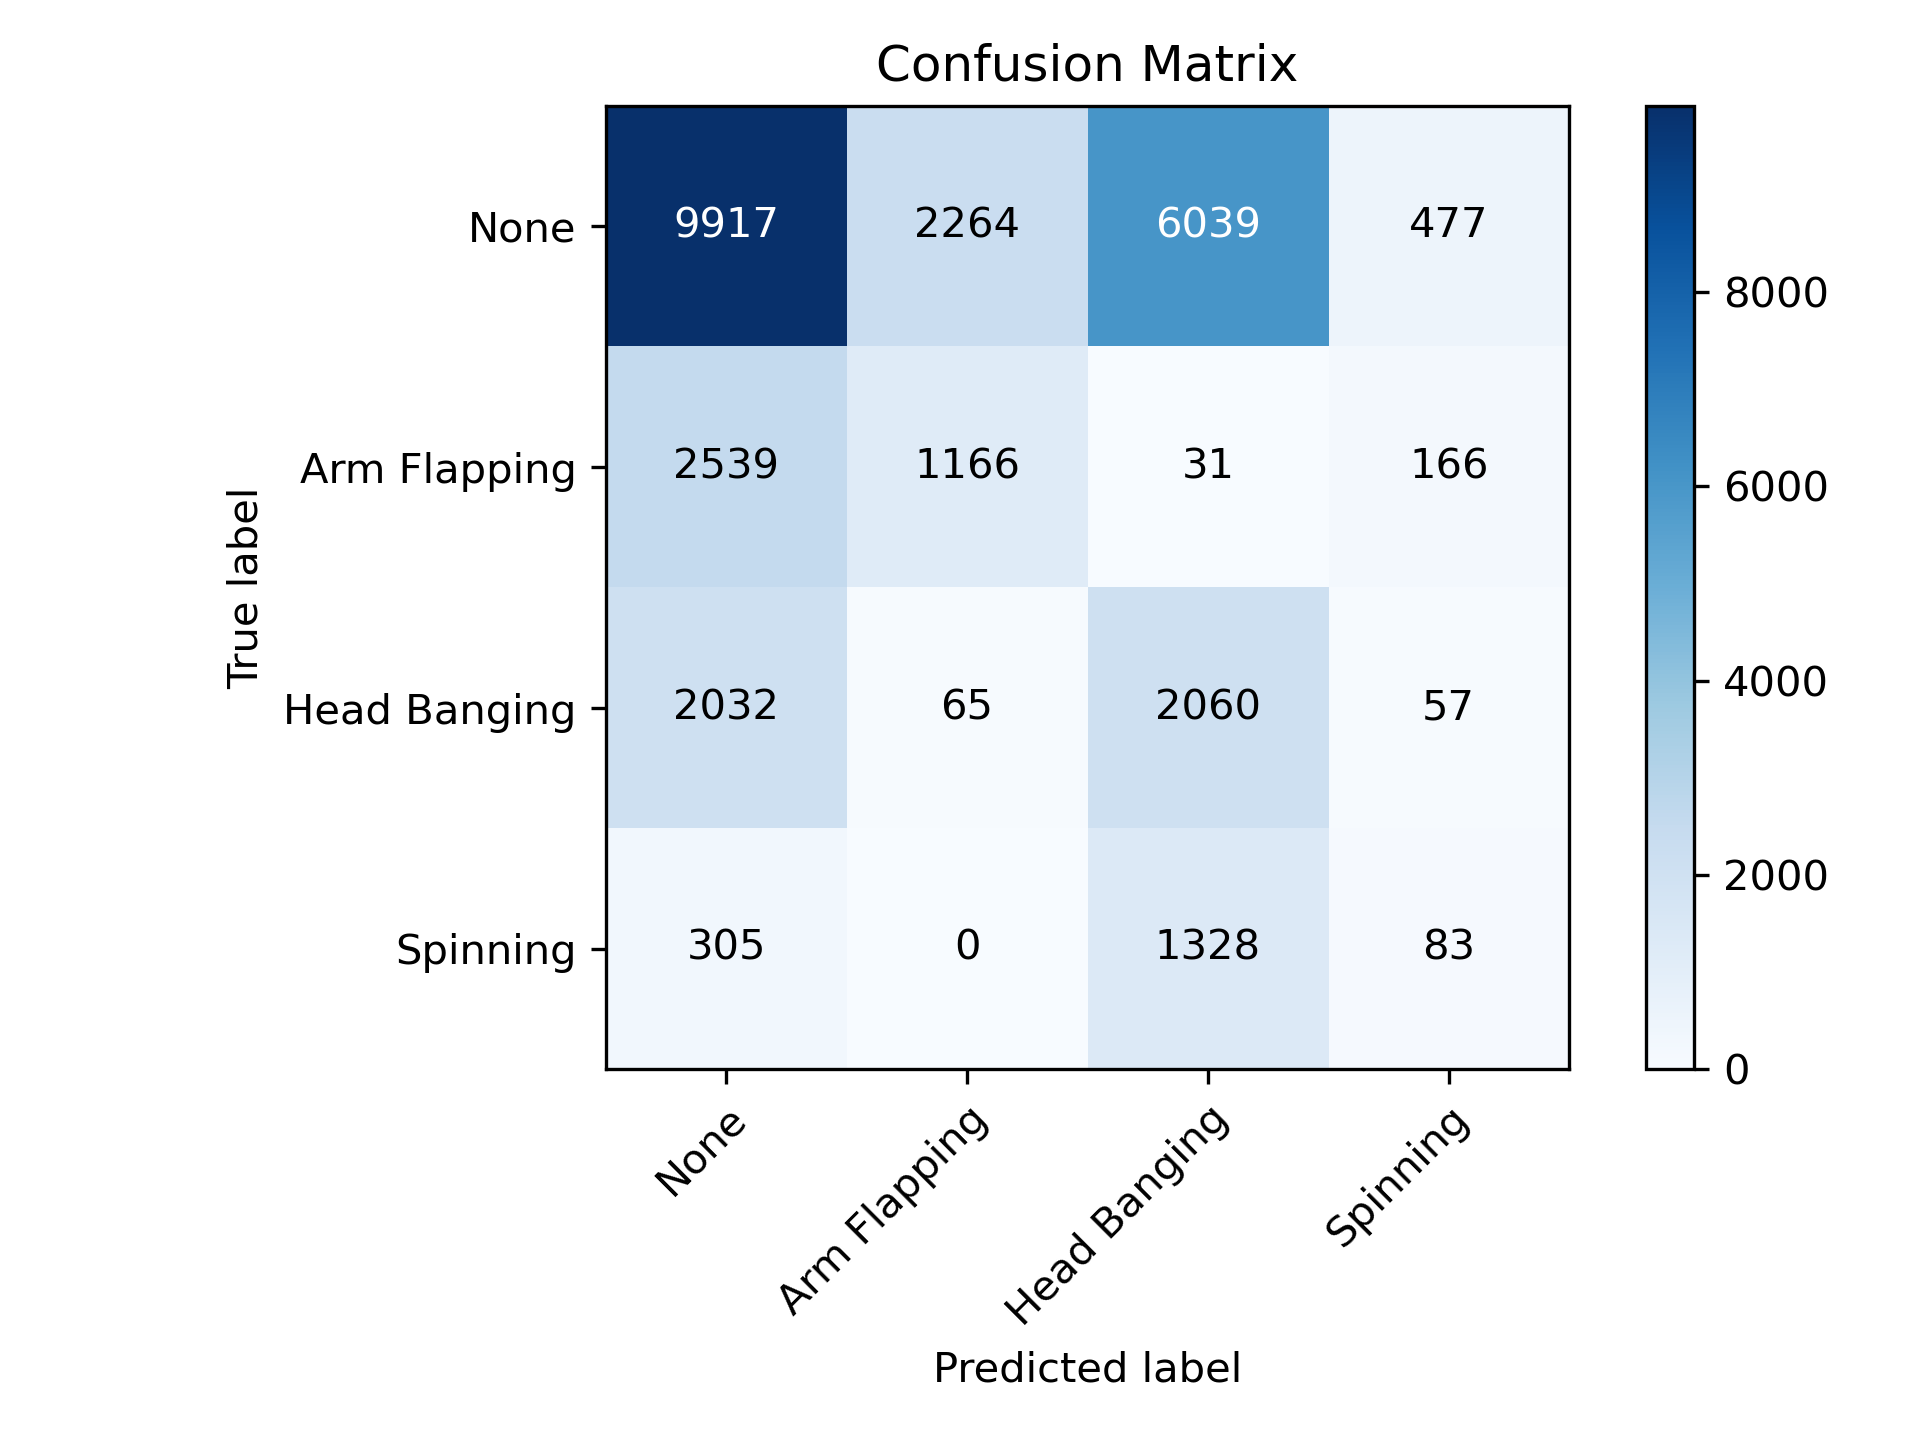 Confusion Matrix
None 9917 2264 6039 477
Arm Flapping 2539 1166 31 166
Head Banging 2032 65 2060 57
Spinning 305 0 1328 83
True label
None Arm Flapping Head Banging Spinning
Predicted label
8000
6000
4000
2000
0